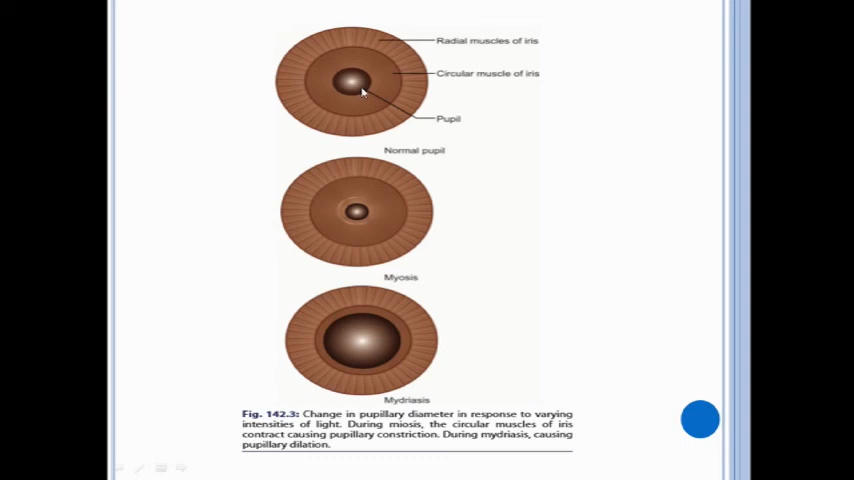 Radial muscles of iris
Circular muscle of iris
Pupil
Normal pupil
Myosis
Mydriasis
Fig. 142.3: Change in pupillary diameter in response to varying
intensities of light. During miosis, the circular muscles of iris
contract causing pupillary constriction. During mydriasis, causing
pupillary dilation.